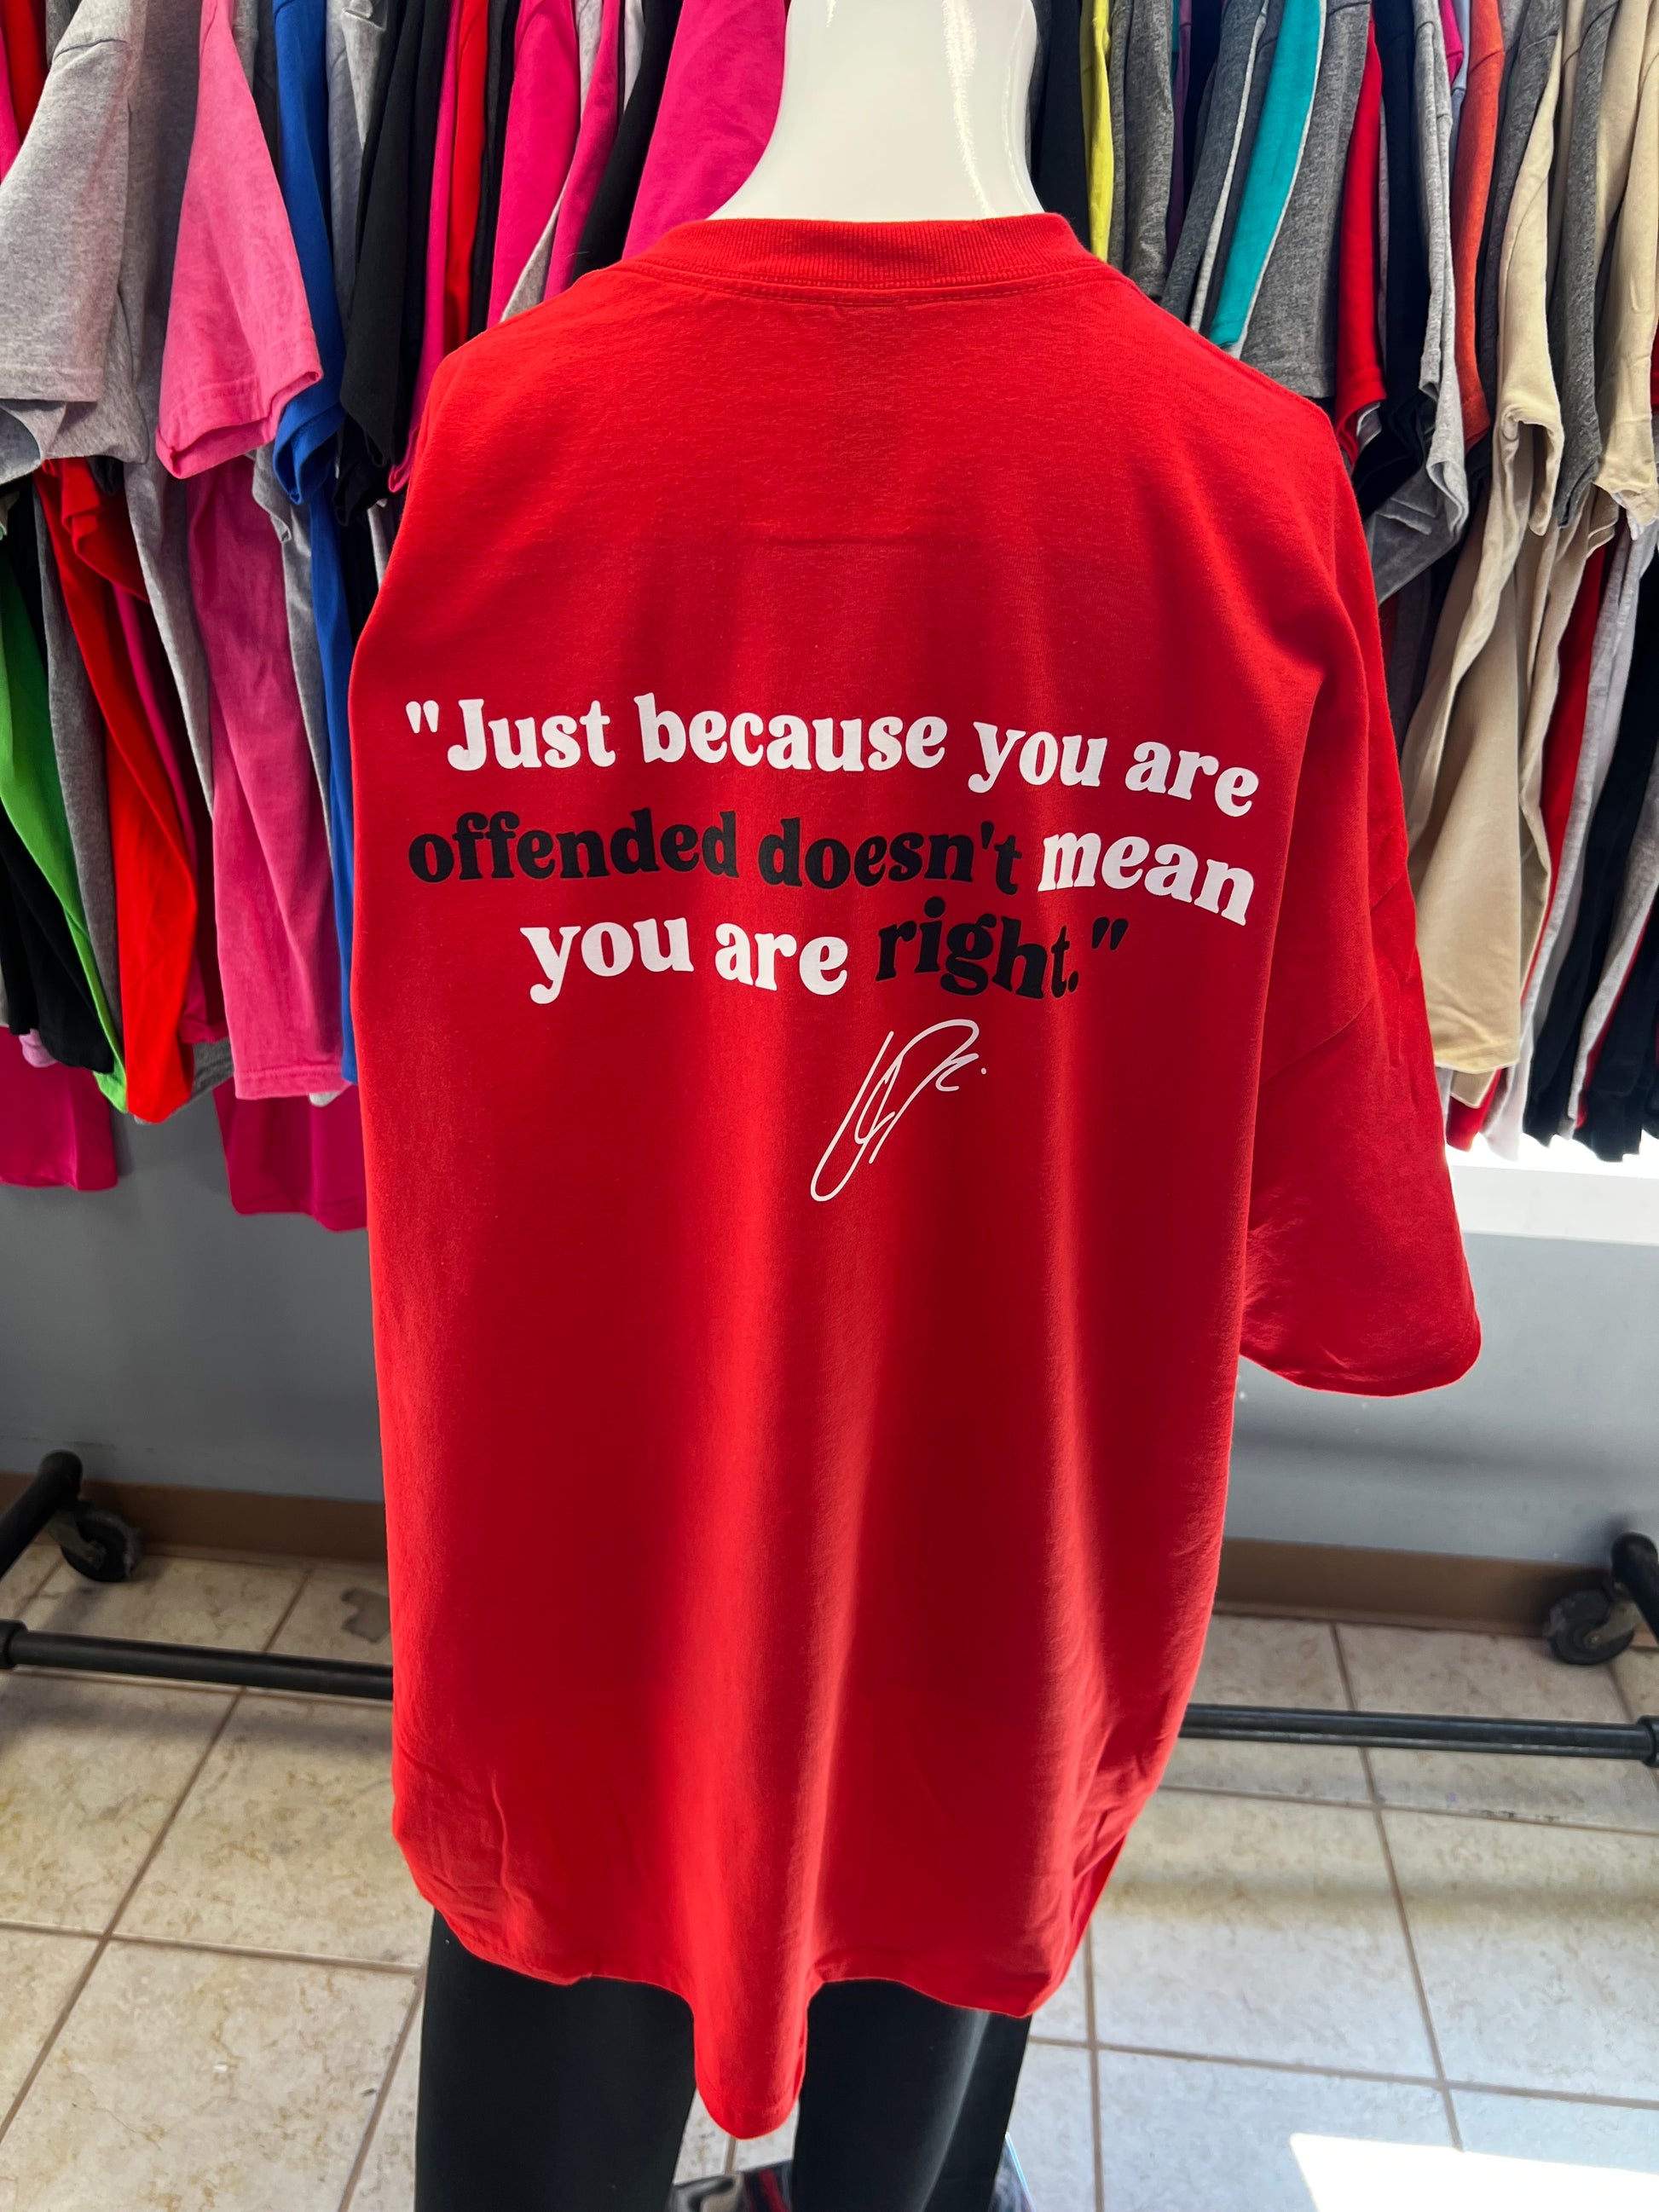 "Just because you are
offended doesn't mean
you are right."